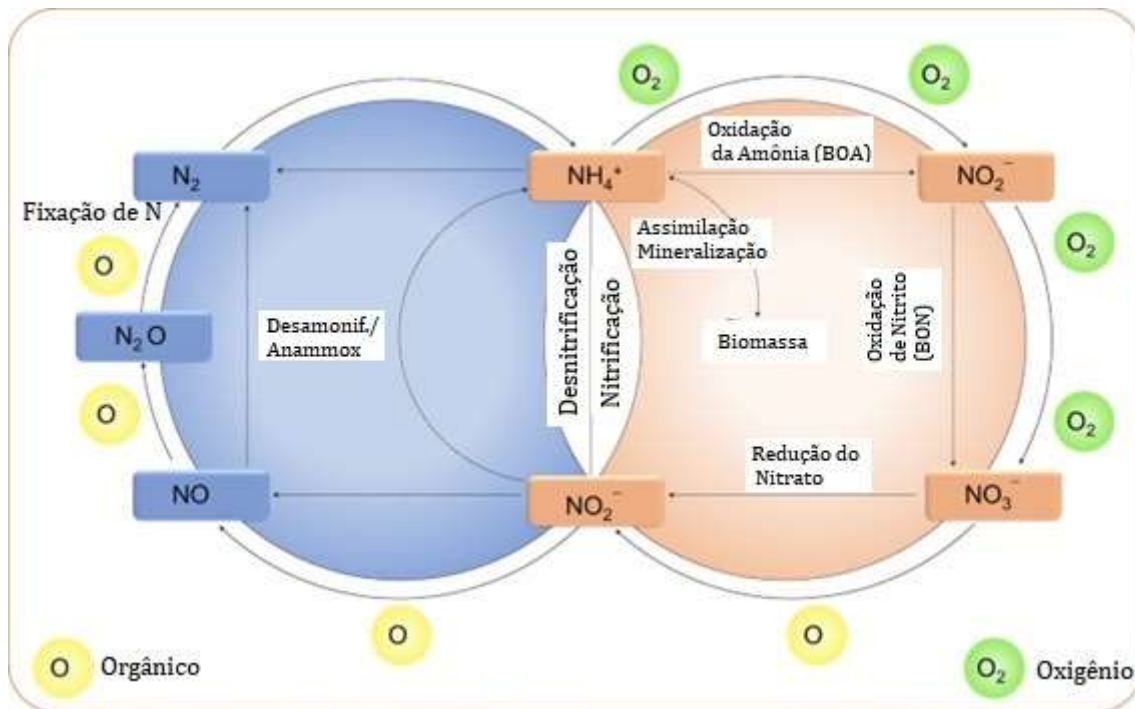 O₂
O₂
Oxidação
da Amônia (BOA)
N₂
NH₄⁺
NO₂⁻
Fixação de N
Assimilação
Mineralização
O₂
O
N₂O
Desamonif./
Anammox
Desnitrificação
Nitrificação
Biomassa
Oxidação
de Nitrito
(BON)
O
O₂
Redução do
Nitrato
NO
NO₂⁻
NO₃⁻
O
O
O
Orgânico
O₂
Oxigênio